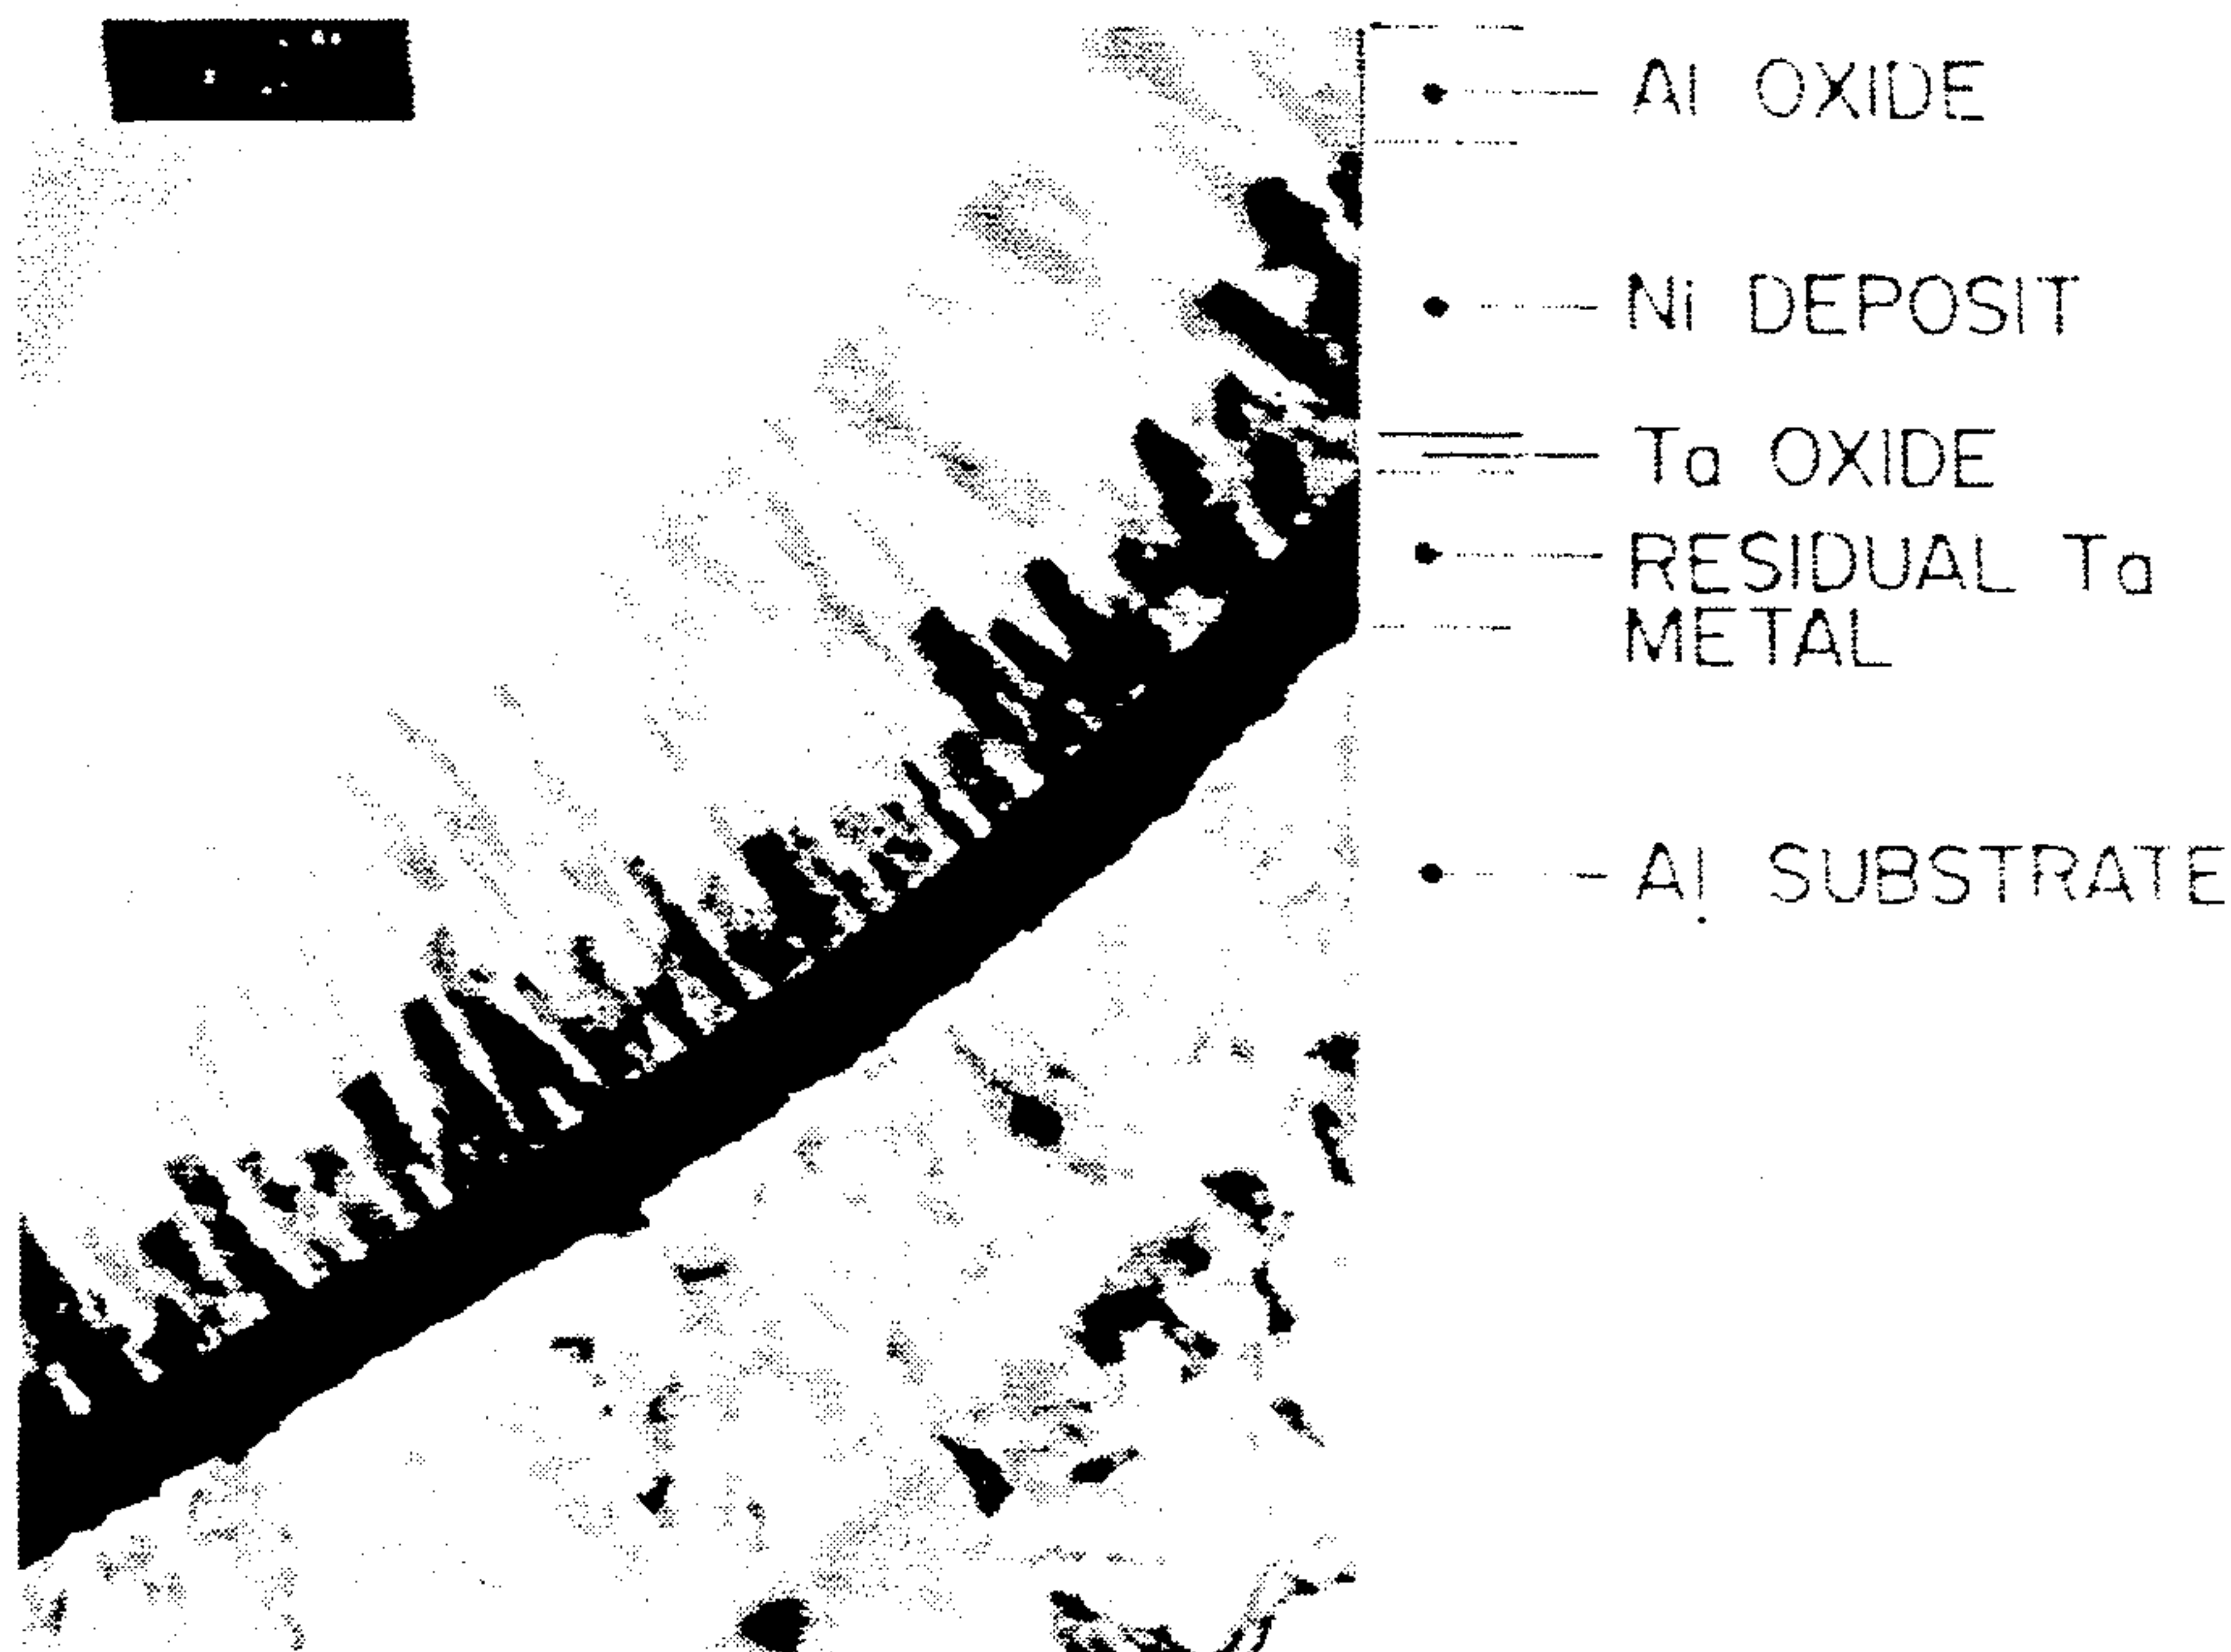 Al OXIDE
Ni DEPOSIT
Ta OXIDE
RESIDUAL Ta
METAL
Al SUBSTRATE